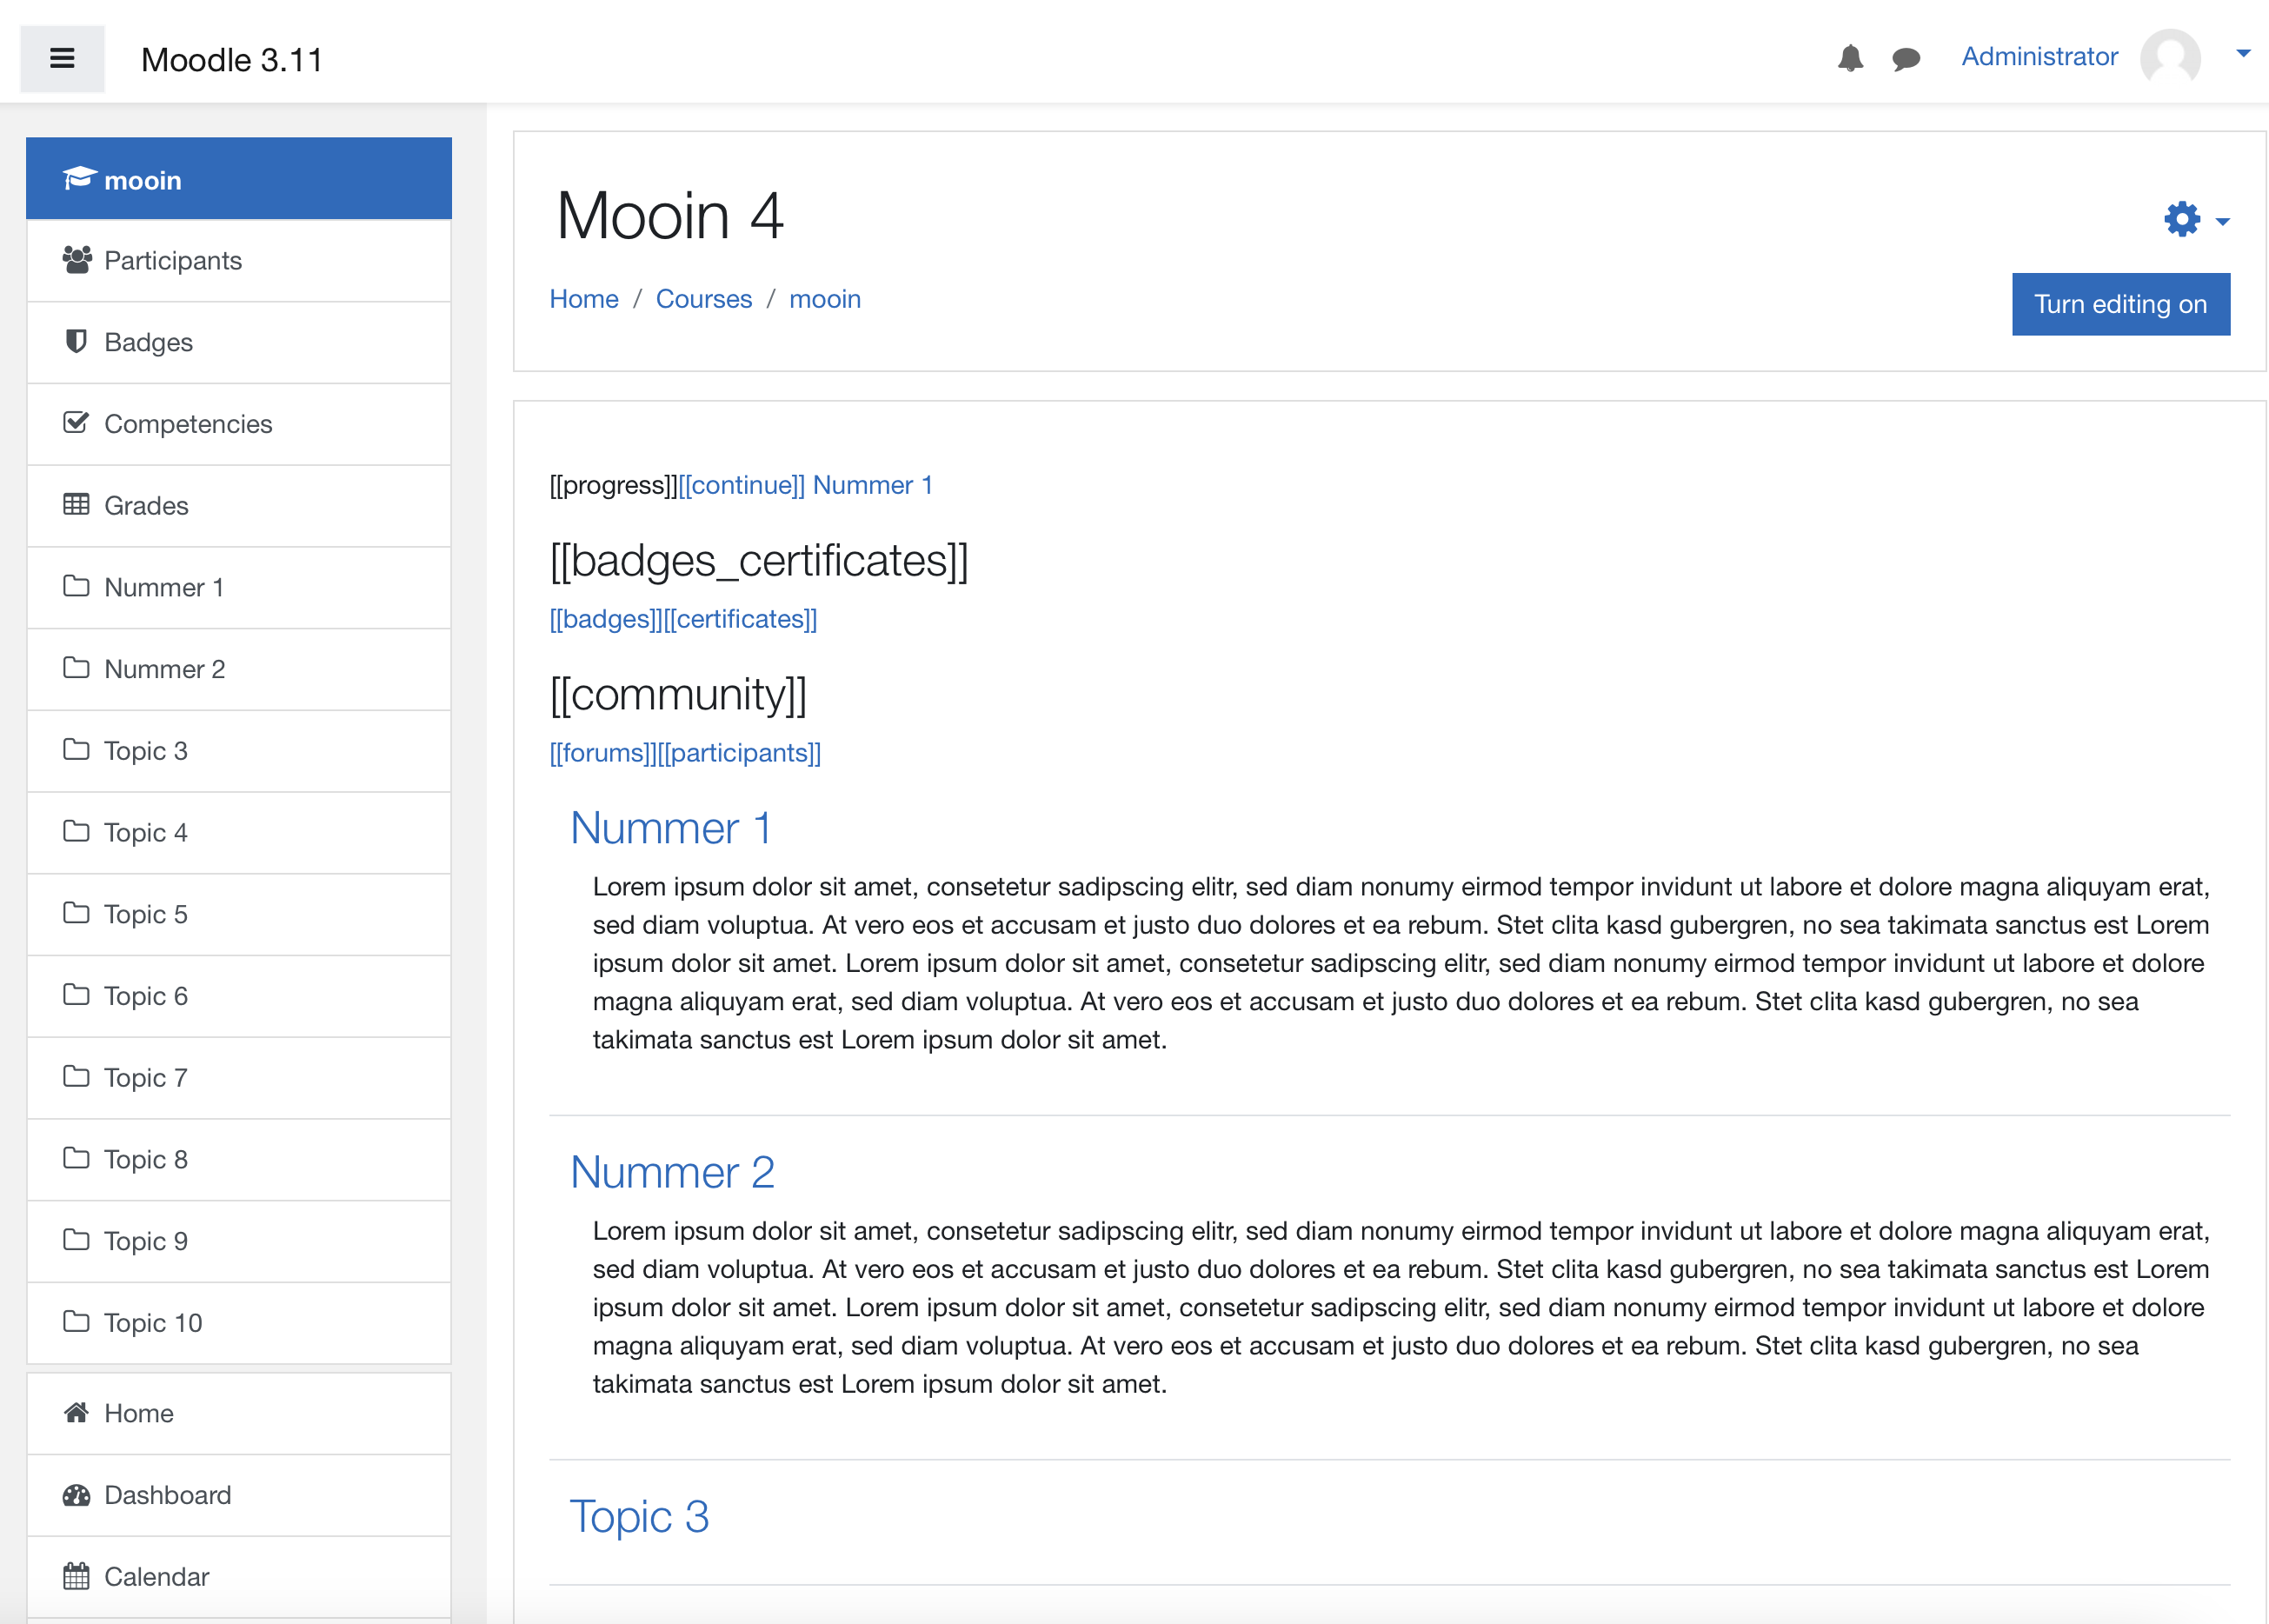 Moodle 3.11
Administrator
mooin
Participants
Badges
Competencies
Grades
Nummer 1
Nummer 2
Topic 3
Topic 4
Topic 5
Topic 6
Topic 7
Topic 8
Topic 9
Topic 10
Home
Dashboard
Calendar
Mooin 4
Home / Courses / mooin
Turn editing on
[[progress]][[continue]] Nummer 1
[[badges_certificates]]
[[badges]][[certificates]]
[[community]]
[[forums]][[participants]]
Nummer 1
Lorem ipsum dolor sit amet, consetetur sadipscing elitr, sed diam nonumy eirmod tempor invidunt ut labore et dolore magna aliquyam erat,
sed diam voluptua. At vero eos et accusam et justo duo dolores et ea rebum. Stet clita kasd gubergren, no sea takimata sanctus est Lorem
ipsum dolor sit amet. Lorem ipsum dolor sit amet, consetetur sadipscing elitr, sed diam nonumy eirmod tempor invidunt ut labore et dolore
magna aliquyam erat, sed diam voluptua. At vero eos et accusam et justo duo dolores et ea rebum. Stet clita kasd gubergren, no sea
takimata sanctus est Lorem ipsum dolor sit amet.
Nummer 2
Lorem ipsum dolor sit amet, consetetur sadipscing elitr, sed diam nonumy eirmod tempor invidunt ut labore et dolore magna aliquyam erat,
sed diam voluptua. At vero eos et accusam et justo duo dolores et ea rebum. Stet clita kasd gubergren, no sea takimata sanctus est Lorem
ipsum dolor sit amet. Lorem ipsum dolor sit amet, consetetur sadipscing elitr, sed diam nonumy eirmod tempor invidunt ut labore et dolore
magna aliquyam erat, sed diam voluptua. At vero eos et accusam et justo duo dolores et ea rebum. Stet clita kasd gubergren, no sea
takimata sanctus est Lorem ipsum dolor sit amet.
Topic 3